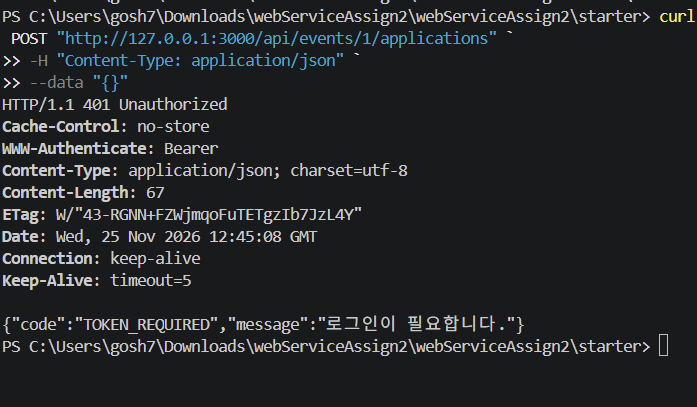 PS C:\Users\gosh7\Downloads\webServiceAssign2\webServiceAssign2\starter> curl
POST "http://127.0.0.1:3000/api/events/1/applications" `
>> -H "Content-Type: application/json" `
>> --data "{}"
HTTP/1.1 401 Unauthorized
Cache-Control: no-store
WWW-Authenticate: Bearer
Content-Type: application/json; charset=utf-8
Content-Length: 67
ETag: W/"43-RGNN+FZWjmqoFuTETgzIb7JzL4Y"
Date: Wed, 25 Nov 2026 12:45:08 GMT
Connection: keep-alive
Keep-Alive: timeout=5
{"code":"TOKEN_REQUIRED","message":"로그인이 필요합니다."}
PS C:\Users\gosh7\Downloads\webServiceAssign2\webServiceAssign2\starter>